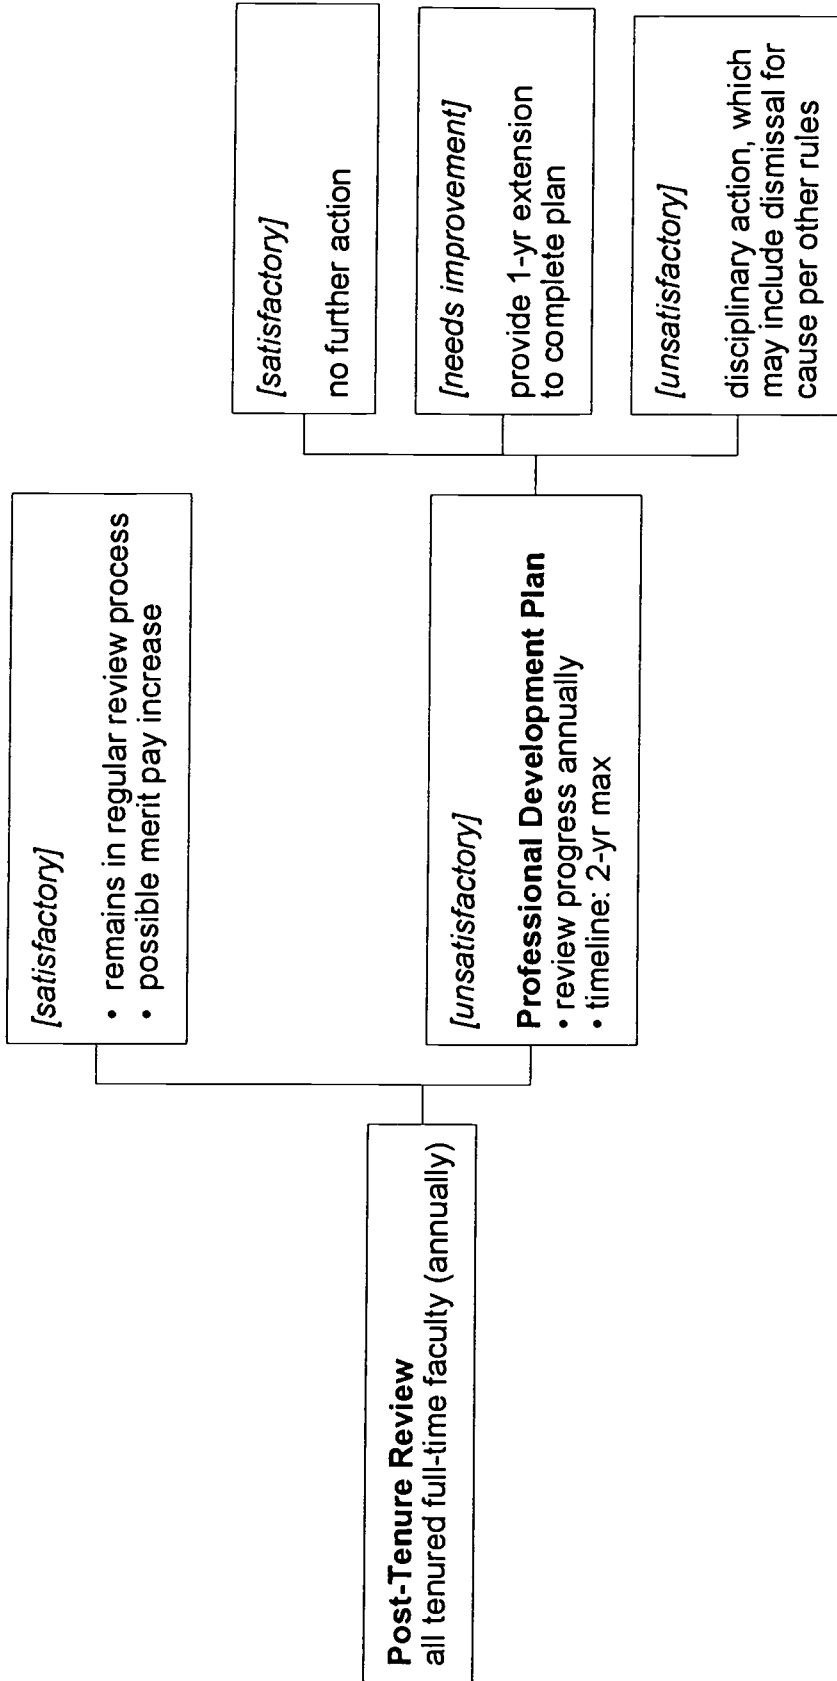 Post-Tenure Review
all tenured full-time faculty (annually)
[satisfactory]
• remains in regular review process
• possible merit pay increase
[unsatisfactory]
Professional Development Plan
• review progress annually
• timeline: 2-yr max
[satisfactory]
no further action
[needs improvement]
provide 1-yr extension
to complete plan
[unsatisfactory]
disciplinary action, which
may include dismissal for
cause per other rules